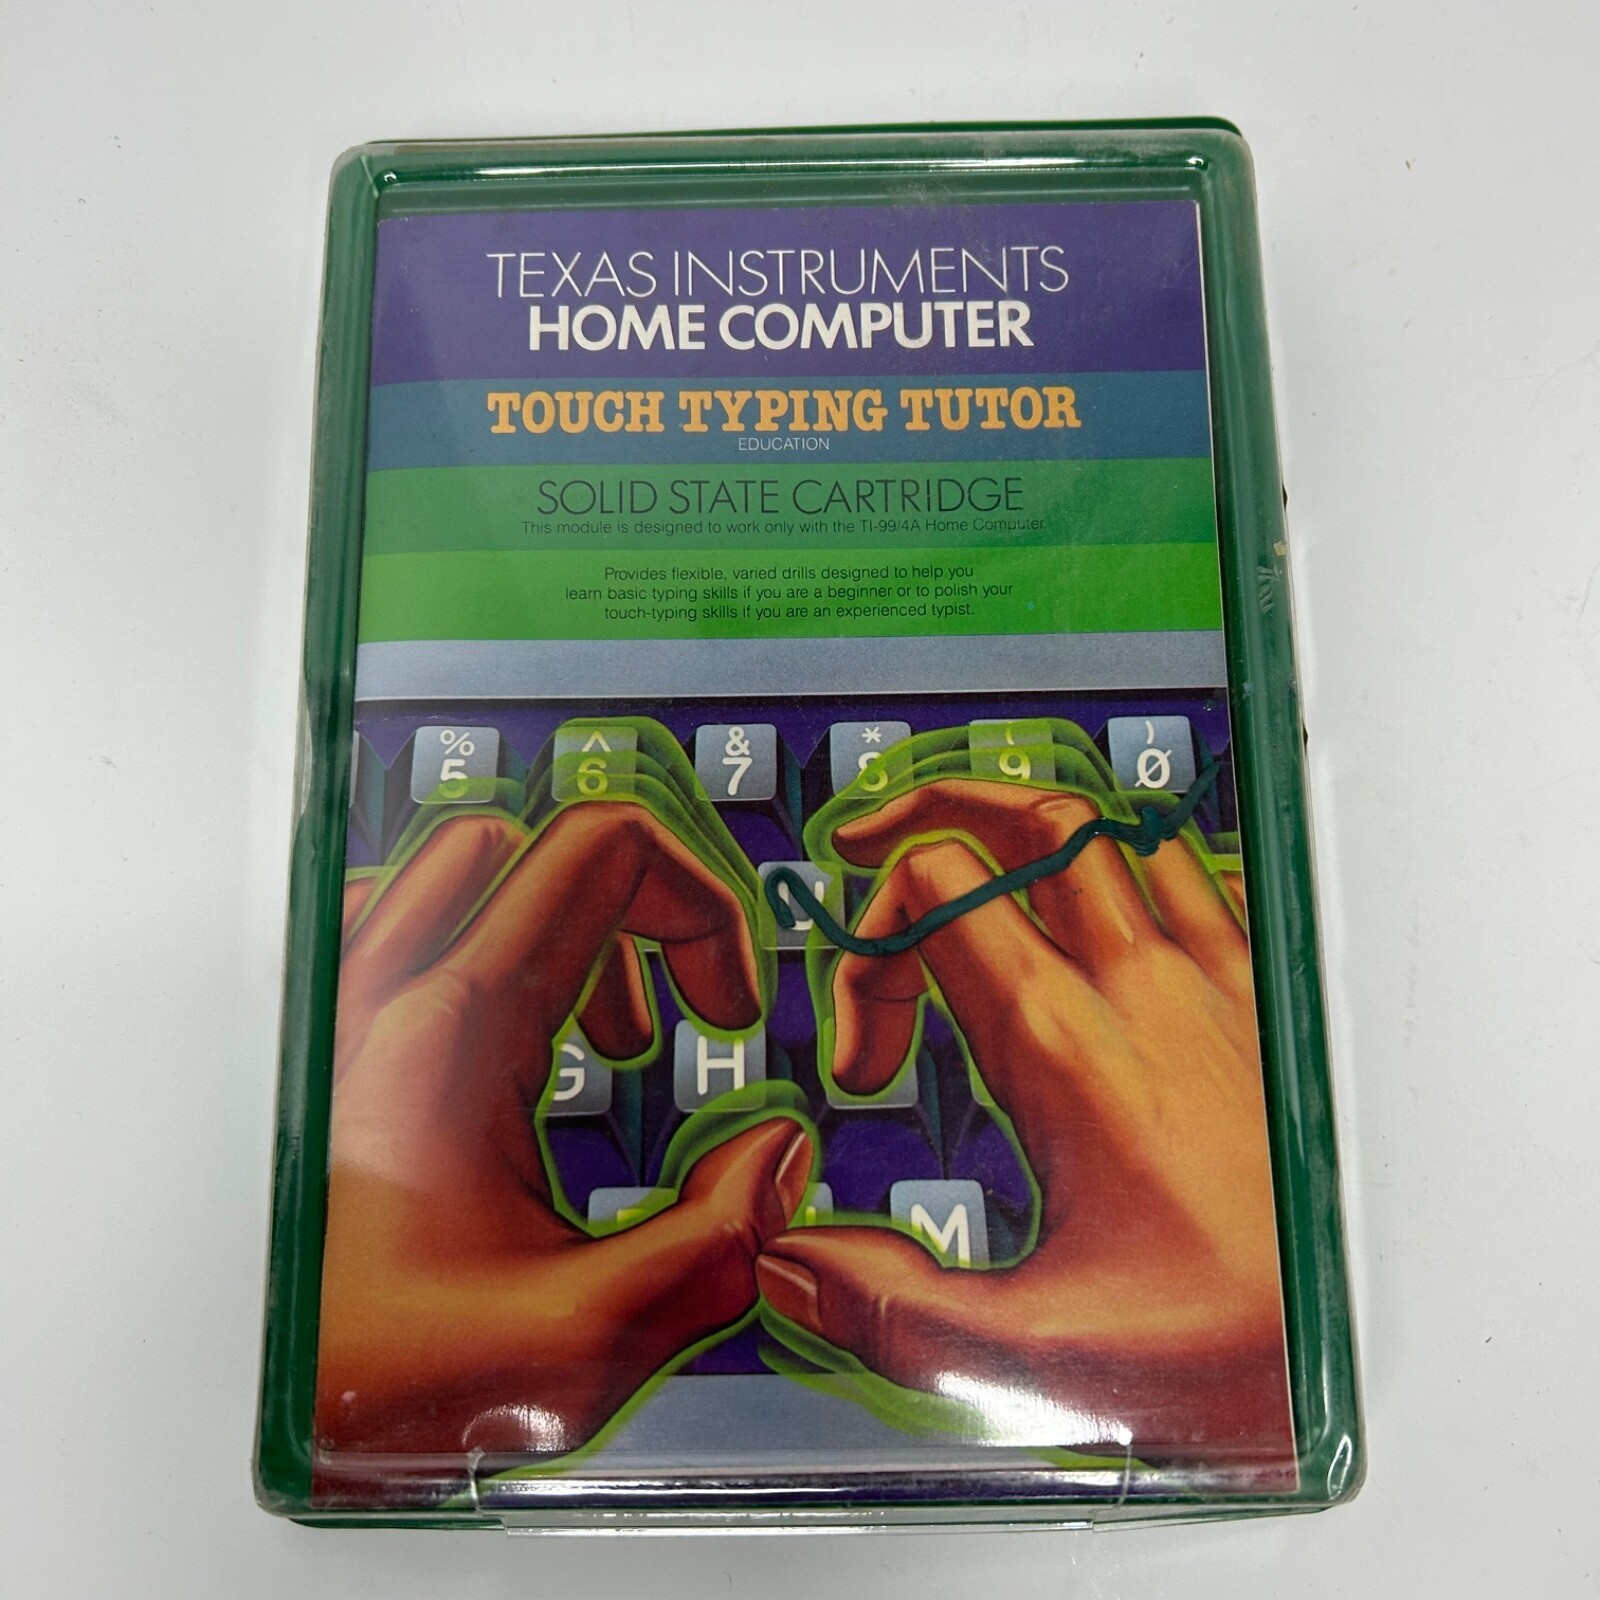 TEXAS INSTRUMENTS
HOME COMPUTER
TOUCH TYPING TUTOR
EDUCATION
SOLID STATE CARTRIDGE
This module is designed to work only with the TI-99/4A Home Computer.
Provides flexible, varied drills designed to help you
learn basic typing skills if you are a beginner or to polish your
touch-typing skills if you are an experienced typist.
% ^ & * ( )
5 6 7 8 9 0
U
G H
M